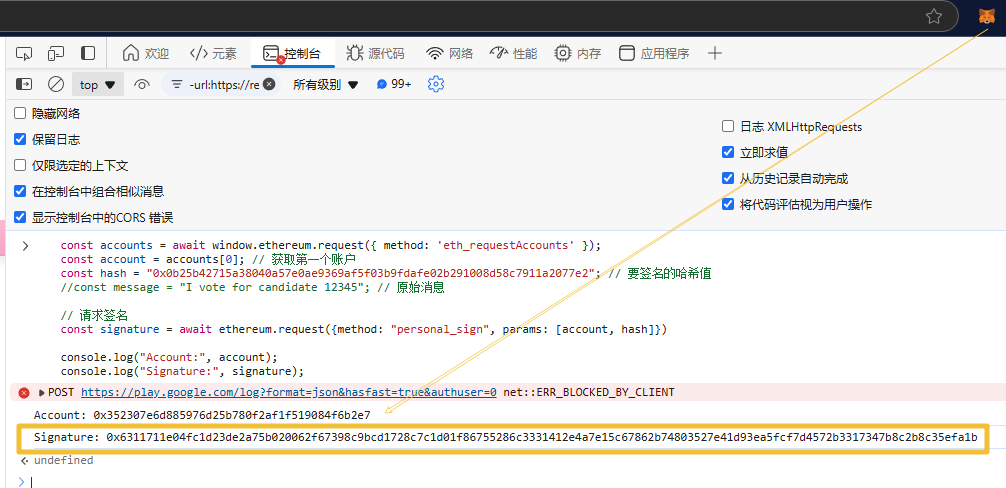 欢迎 元素 控制台 源代码 网络 性能 内存 应用程序
top -url:https://re 所有级别 99+
隐藏网络
保留日志
仅限选定的上下文
在控制台中组合相似消息
显示控制台中的CORS 错误
日志 XMLHttpRequests
立即求值
从历史记录自动完成
将代码评估视为用户操作
const accounts = await window.ethereum.request({ method: 'eth_requestAccounts' });
const account = accounts[0]; // 获取第一个账户
const hash = "0x0b25b42715a38040a57e0ae9369af5f03b9fdafe02b291008d58c7911a2077e2"; // 要签名的哈希值
//const message = "I vote for candidate 12345"; // 原始消息
// 请求签名
const signature = await ethereum.request({method: "personal_sign", params: [account, hash]})
console.log("Account:", account);
console.log("Signature:", signature);
POST https://play.google.com/log?format=json&hasfast=true&authuser=0 net::ERR_BLOCKED_BY_CLIENT
Account: 0x352307e6d885976d25b780f2af1f519084f6b2e7
Signature: 0x6311711e04fc1d23de2a75b020062f67398c9bcd1728c7c1d01f86755286c3331412e4a7e15c67862b74803527e41d93ea5fcf7d4572b3317347b8c2b8c35efa1b
undefined